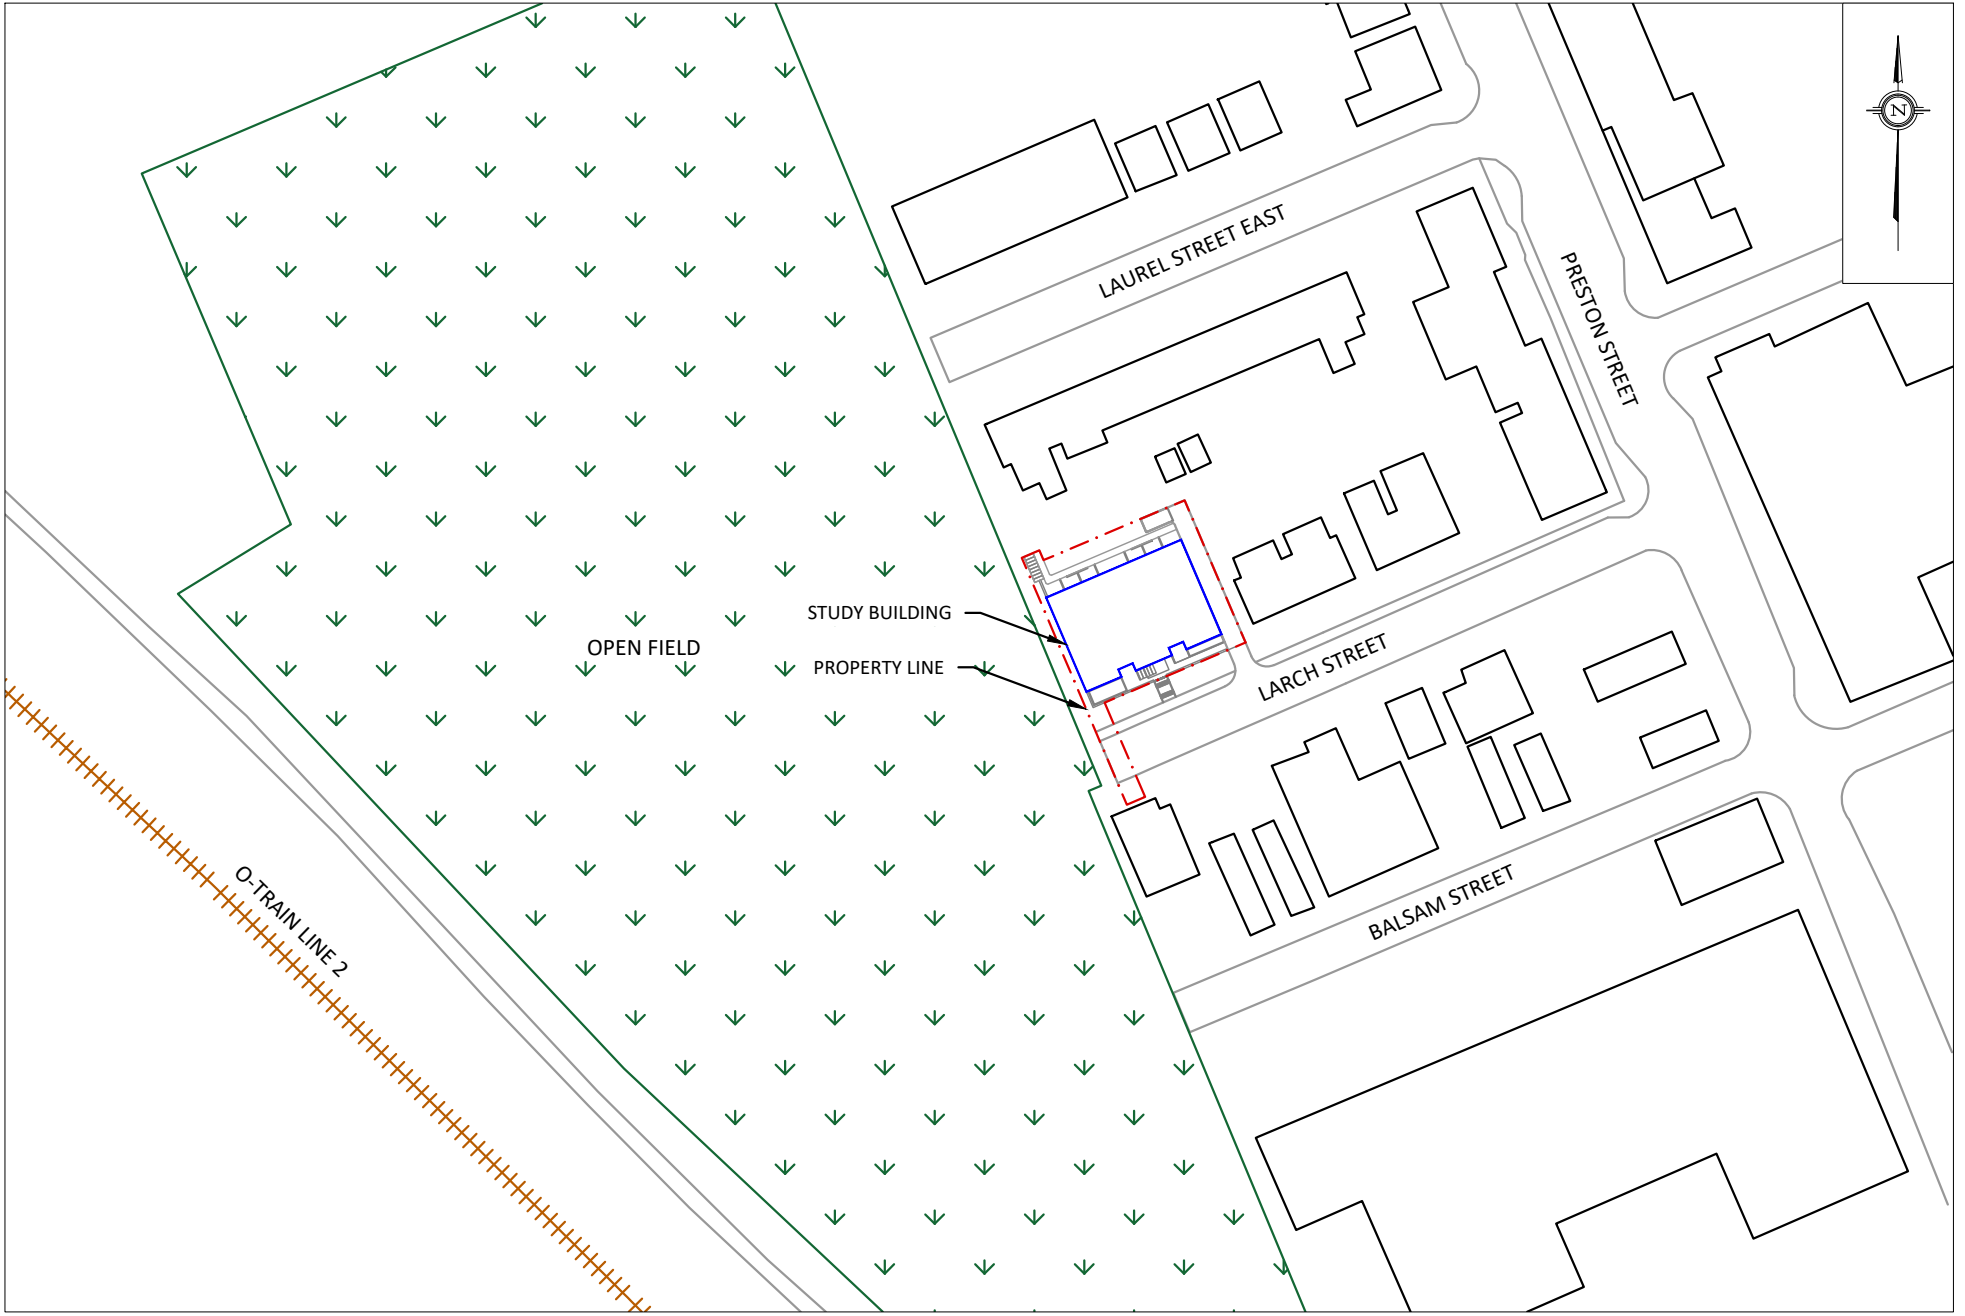 N
LAUREL STREET EAST
PRESTON STREET
STUDY BUILDING
OPEN FIELD
PROPERTY LINE
LARCH STREET
O-TRAIN LINE 2
BALSAM STREET